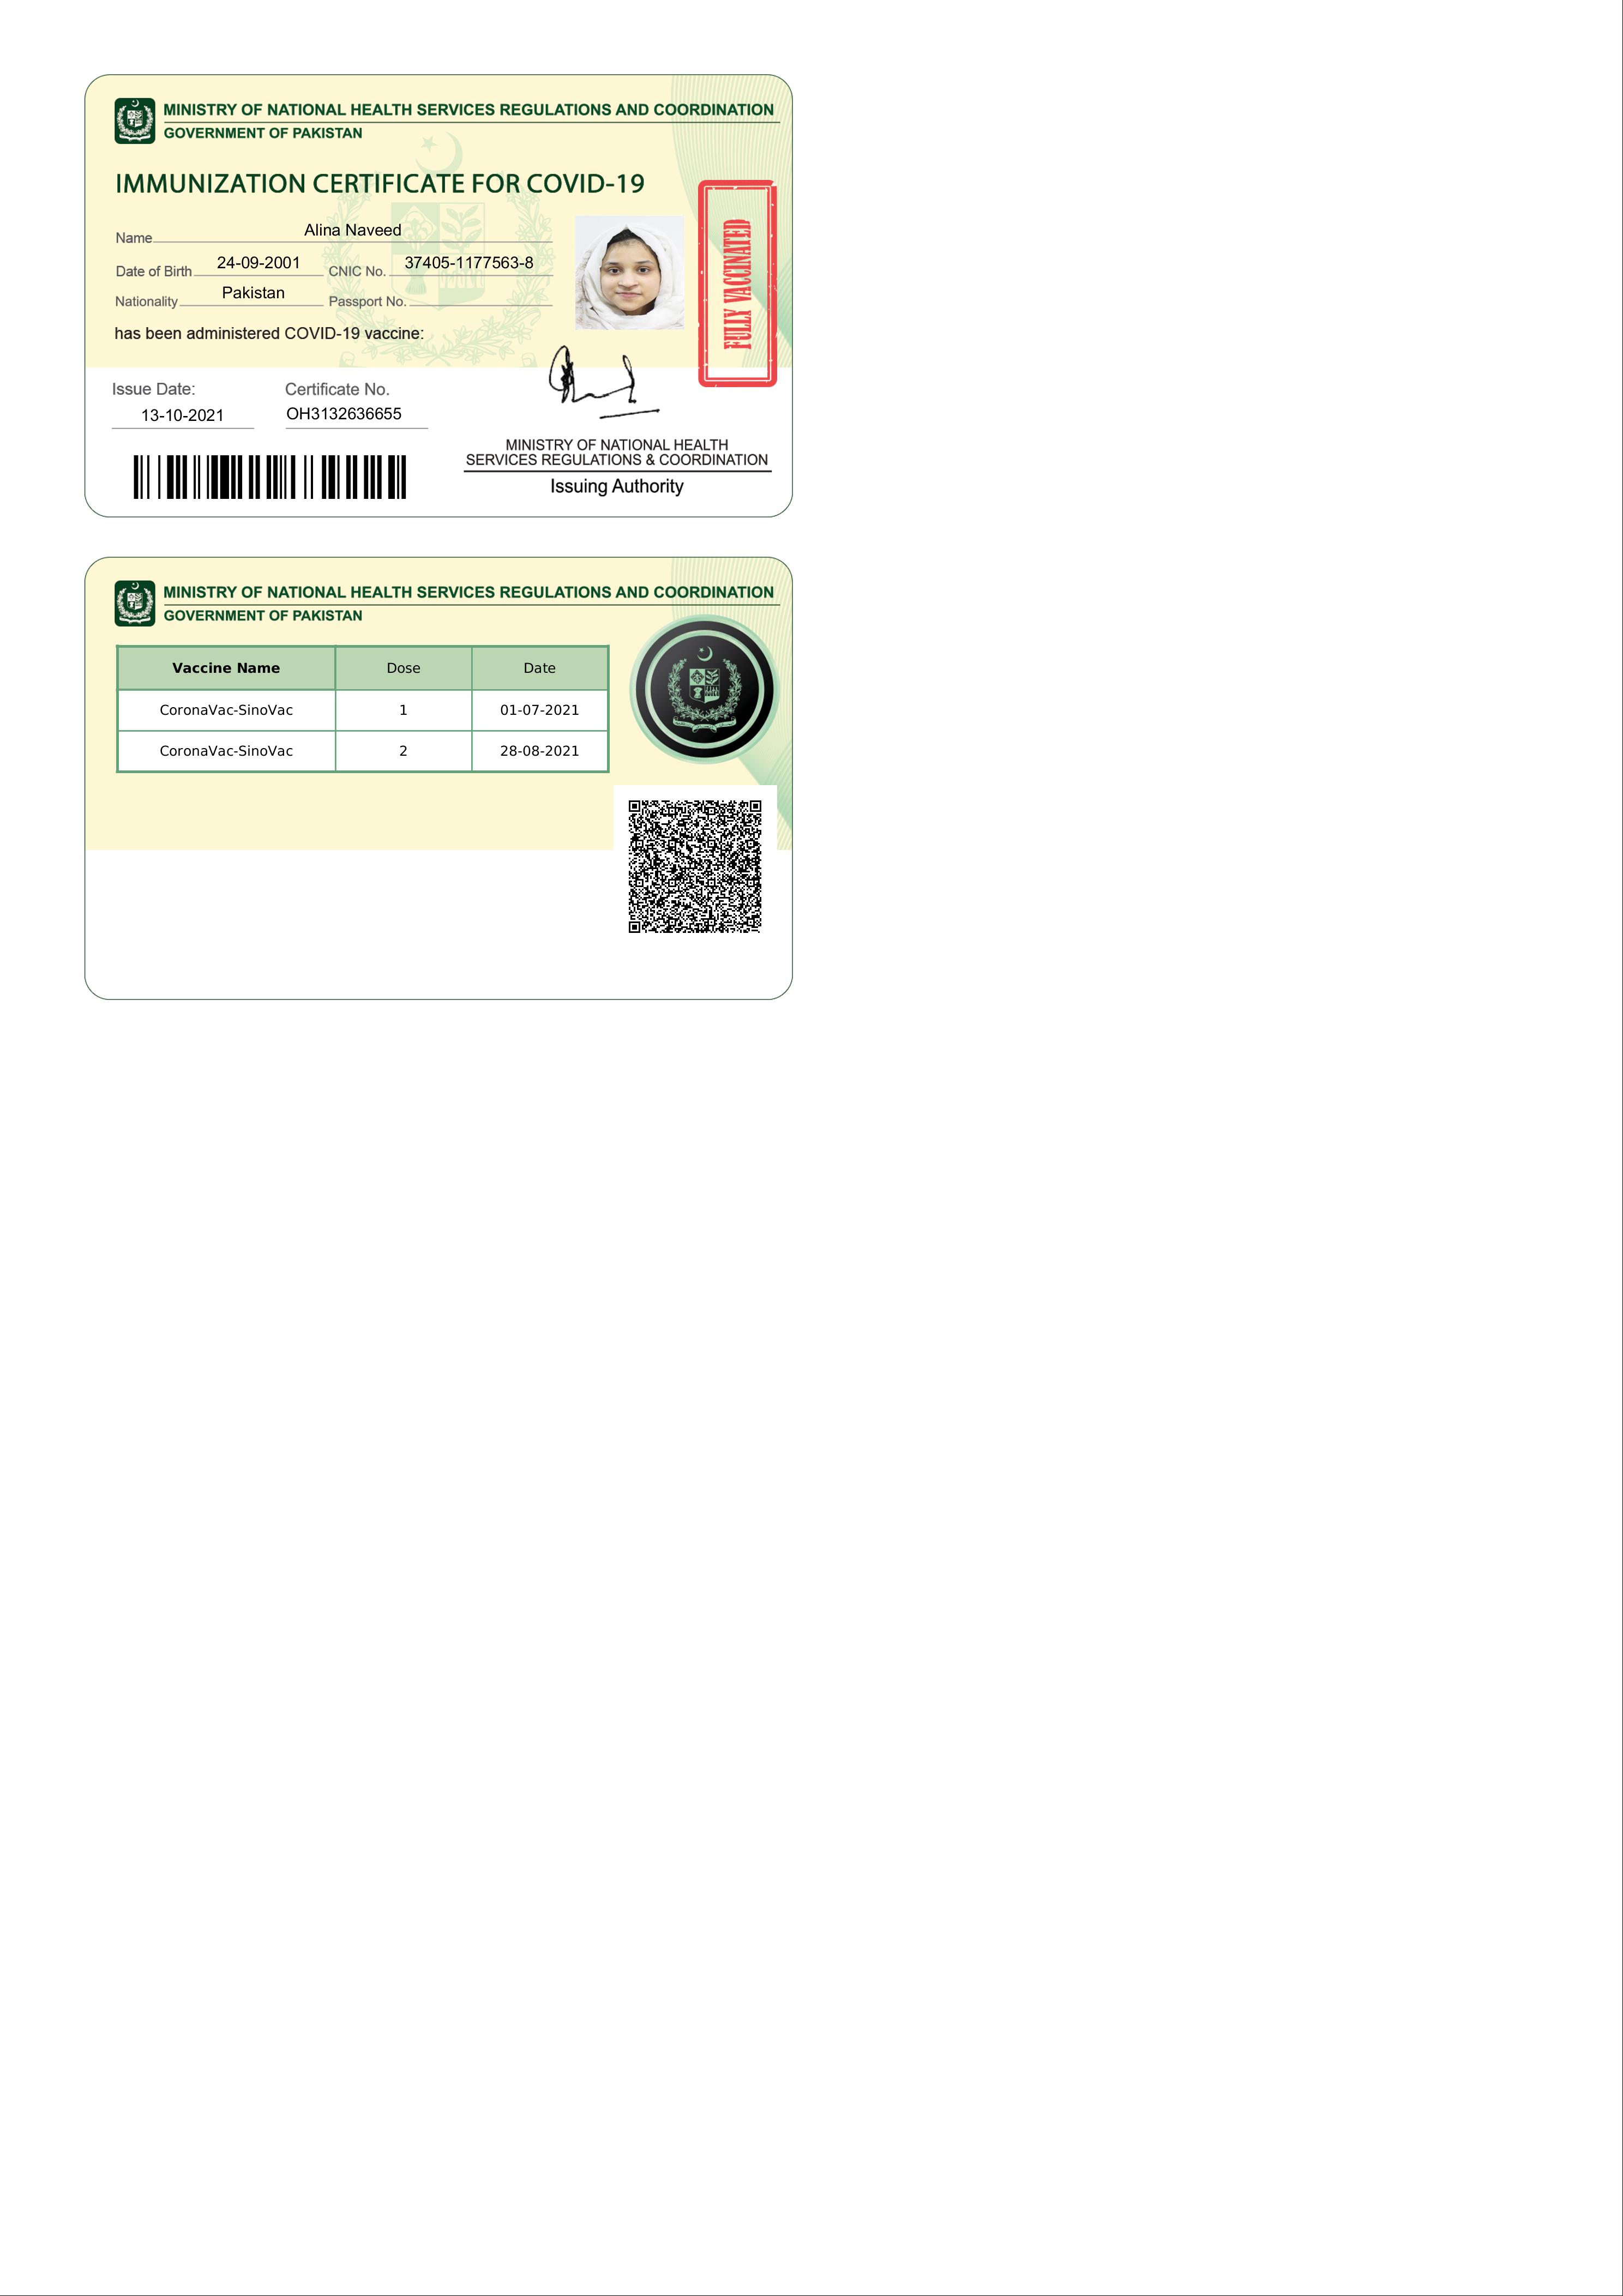 MINISTRY OF NATIONAL HEALTH SERVICES REGULATIONS AND COORDINATION
GOVERNMENT OF PAKISTAN
IMMUNIZATION CERTIFICATE FOR COVID-19
Name Alina Naveed
Date of Birth 24-09-2001 CNIC No. 37405-1177563-8
Nationality Pakistan Passport No.
has been administered COVID-19 vaccine:
FULLY VACCINATED
Issue Date: Certificate No.
13-10-2021 OH3132636655
MINISTRY OF NATIONAL HEALTH
SERVICES REGULATIONS & COORDINATION
Issuing Authority
MINISTRY OF NATIONAL HEALTH SERVICES REGULATIONS AND COORDINATION
GOVERNMENT OF PAKISTAN
Vaccine Name Dose Date
CoronaVac-SinoVac 1 01-07-2021
CoronaVac-SinoVac 2 28-08-2021